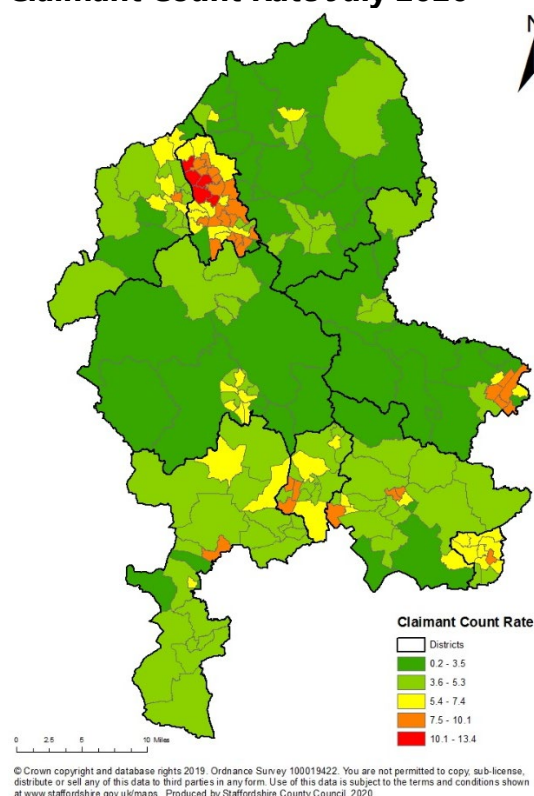 Claimant Count Rate July 2020
N
Claimant Count Rate
Districts
0.2 - 3.5
3.6 - 5.3
5.4 - 7.4
7.5 - 10.1
10.1 - 13.4
0 2.5 5 10 Miles
© Crown copyright and database rights 2019. Ordnance Survey 100019422. You are not permitted to copy, sub-license,
distribute or sell any of this data to third parties in any form. Use of this data is subject to the terms and conditions shown
at www.staffordshire.gov.uk/maps. Produced by Staffordshire County Council, 2020.